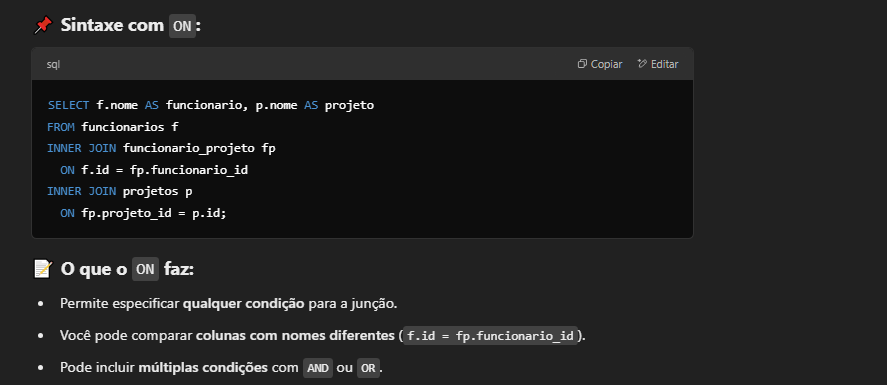 📌 Sintaxe com ON:
sql Copiar Editar
SELECT f.nome AS funcionario, p.nome AS projeto
FROM funcionarios f
INNER JOIN funcionario_projeto fp
  ON f.id = fp.funcionario_id
INNER JOIN projetos p
  ON fp.projeto_id = p.id;
📝 O que o ON faz:
• Permite especificar qualquer condição para a junção.
• Você pode comparar colunas com nomes diferentes (f.id = fp.funcionario_id).
• Pode incluir múltiplas condições com AND ou OR.